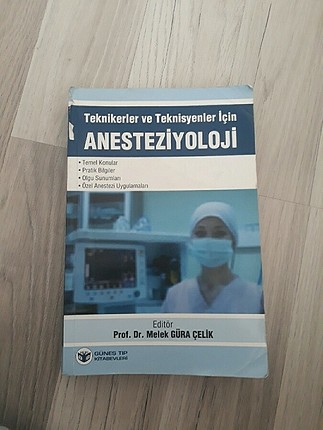 Teknikerler ve Teknisyenler İçin
ANESTEZİYOLOJİ
• Temel Konular
• Pratik Bilgiler
• Olgu Sunumları
• Özel Anestezi Uygulamaları
Editör
Prof. Dr. Melek GÜRA ÇELİK
GÜNEŞ TIP
KİTABEVLERİ